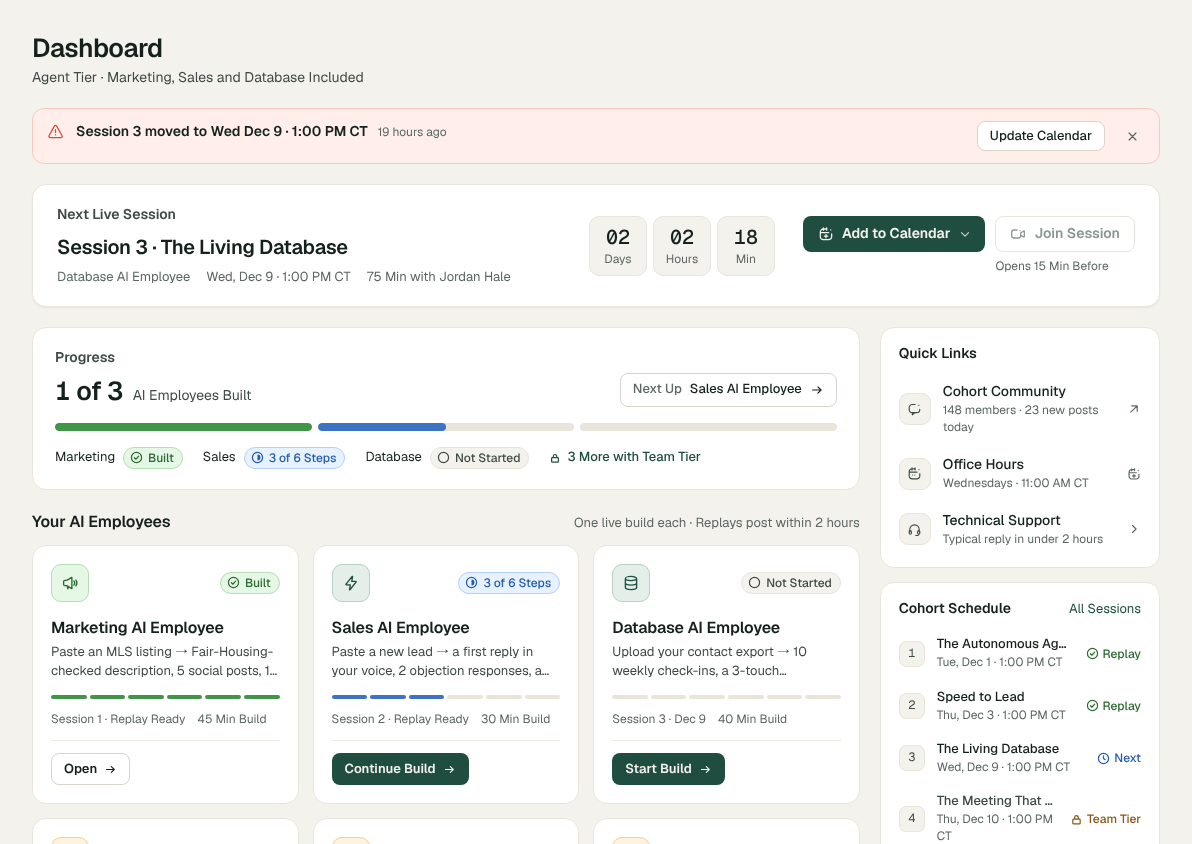 Dashboard
Agent Tier · Marketing, Sales and Database Included
Session 3 moved to Wed Dec 9 · 1:00 PM CT 19 hours ago
Update Calendar
Next Live Session
Session 3 · The Living Database
Database AI Employee Wed, Dec 9 · 1:00 PM CT 75 Min with Jordan Hale
02 Days
02 Hours
18 Min
Add to Calendar
Join Session
Opens 15 Min Before
Progress
1 of 3 AI Employees Built
Next Up Sales AI Employee →
Marketing Built Sales 3 of 6 Steps Database Not Started 3 More with Team Tier
Your AI Employees
One live build each · Replays post within 2 hours
Built
Marketing AI Employee
Paste an MLS listing → Fair-Housing-
checked description, 5 social posts, 1...
Session 1 · Replay Ready 45 Min Build
Open →
3 of 6 Steps
Sales AI Employee
Paste a new lead → a first reply in
your voice, 2 objection responses, a...
Session 2 · Replay Ready 30 Min Build
Continue Build →
Not Started
Database AI Employee
Upload your contact export → 10
weekly check-ins, a 3-touch...
Session 3 · Dec 9 40 Min Build
Start Build →
Quick Links
Cohort Community
148 members · 23 new posts
today
Office Hours
Wednesdays · 11:00 AM CT
Technical Support
Typical reply in under 2 hours
Cohort Schedule All Sessions
1 The Autonomous Ag...
Tue, Dec 1 · 1:00 PM CT
Replay
2 Speed to Lead
Thu, Dec 3 · 1:00 PM CT
Replay
3 The Living Database
Wed, Dec 9 · 1:00 PM CT
Next
4 The Meeting That ...
Thu, Dec 10 · 1:00 PM
CT
Team Tier